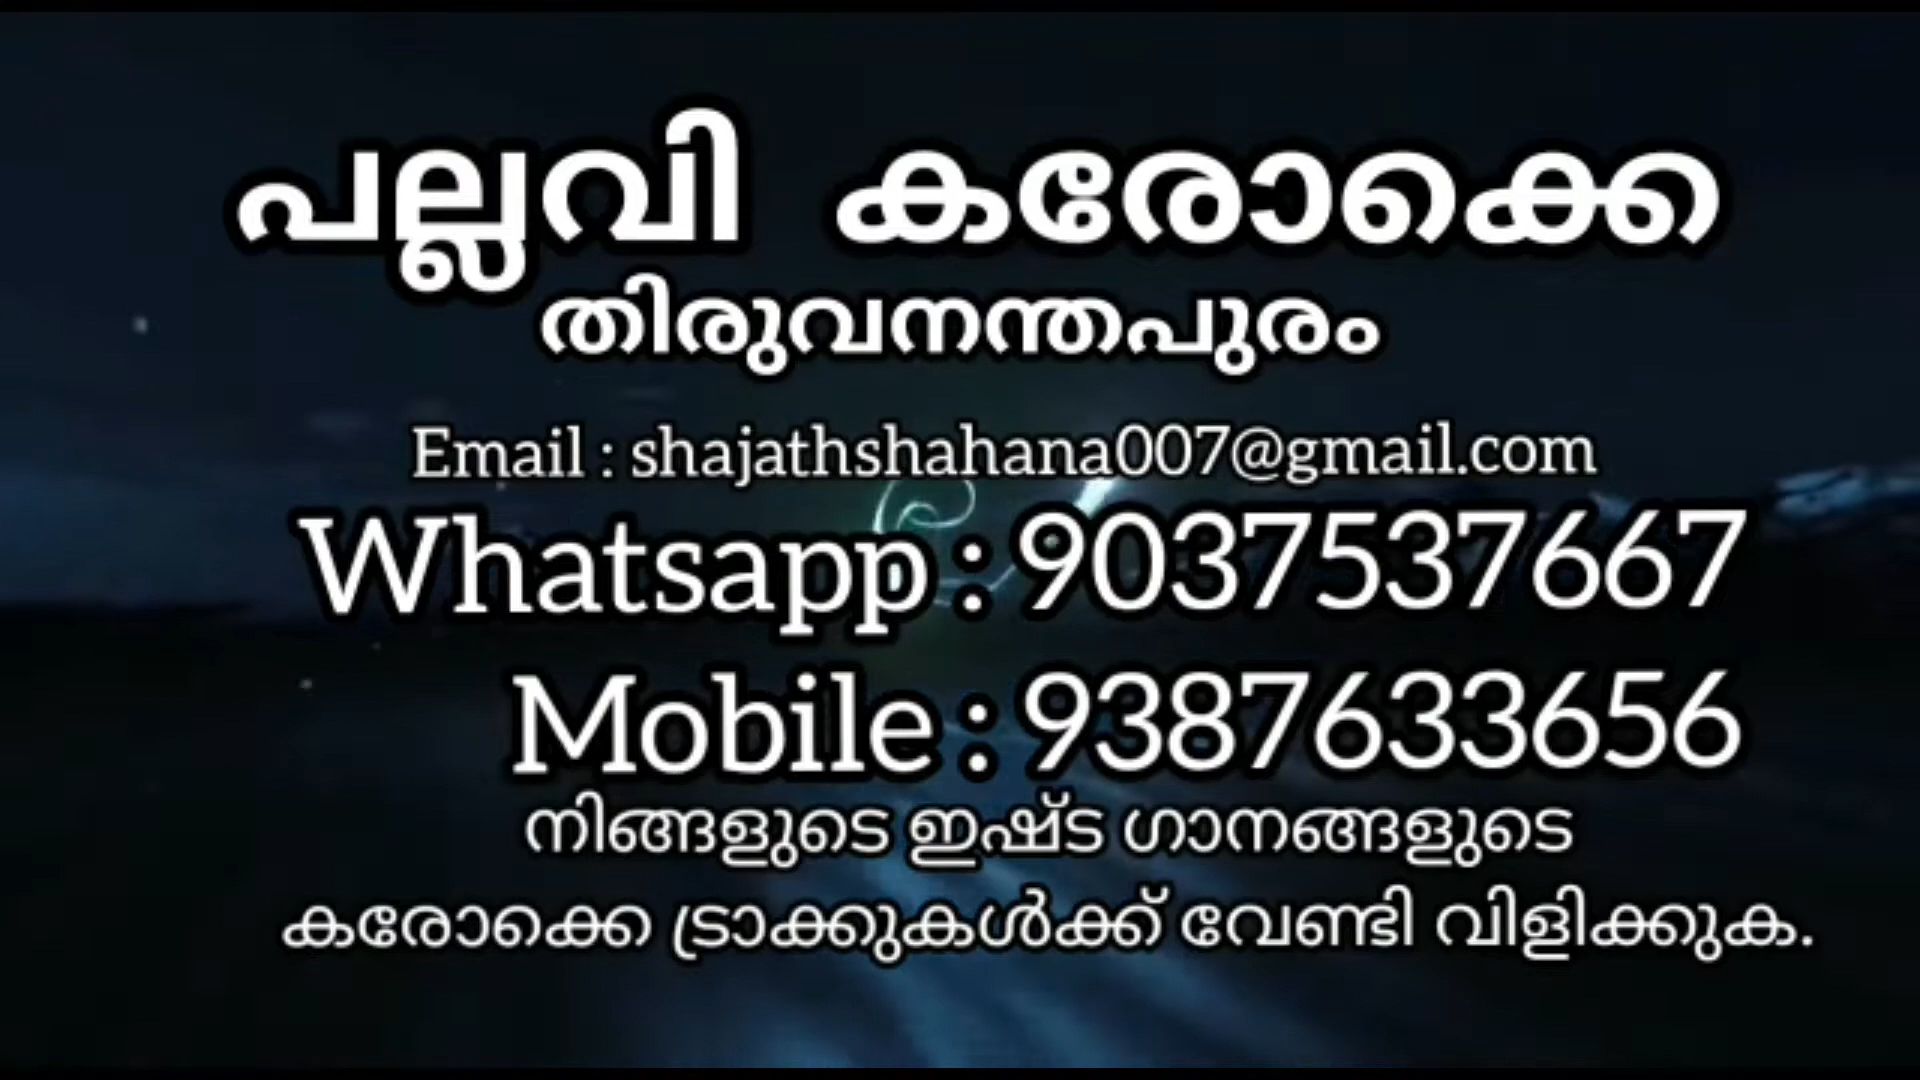 പല്ലവി കരോക്കെ
തിരുവനന്തപുരം
Email : shajathshahana007@gmail.com
Whatsapp : 9037537667
Mobile : 9387633656
നിങ്ങളുടെ ഇഷ്ട ഗാനങ്ങളുടെ
കരോക്കെ ട്രാക്കുകൾക്ക് വേണ്ടി വിളിക്കുക.